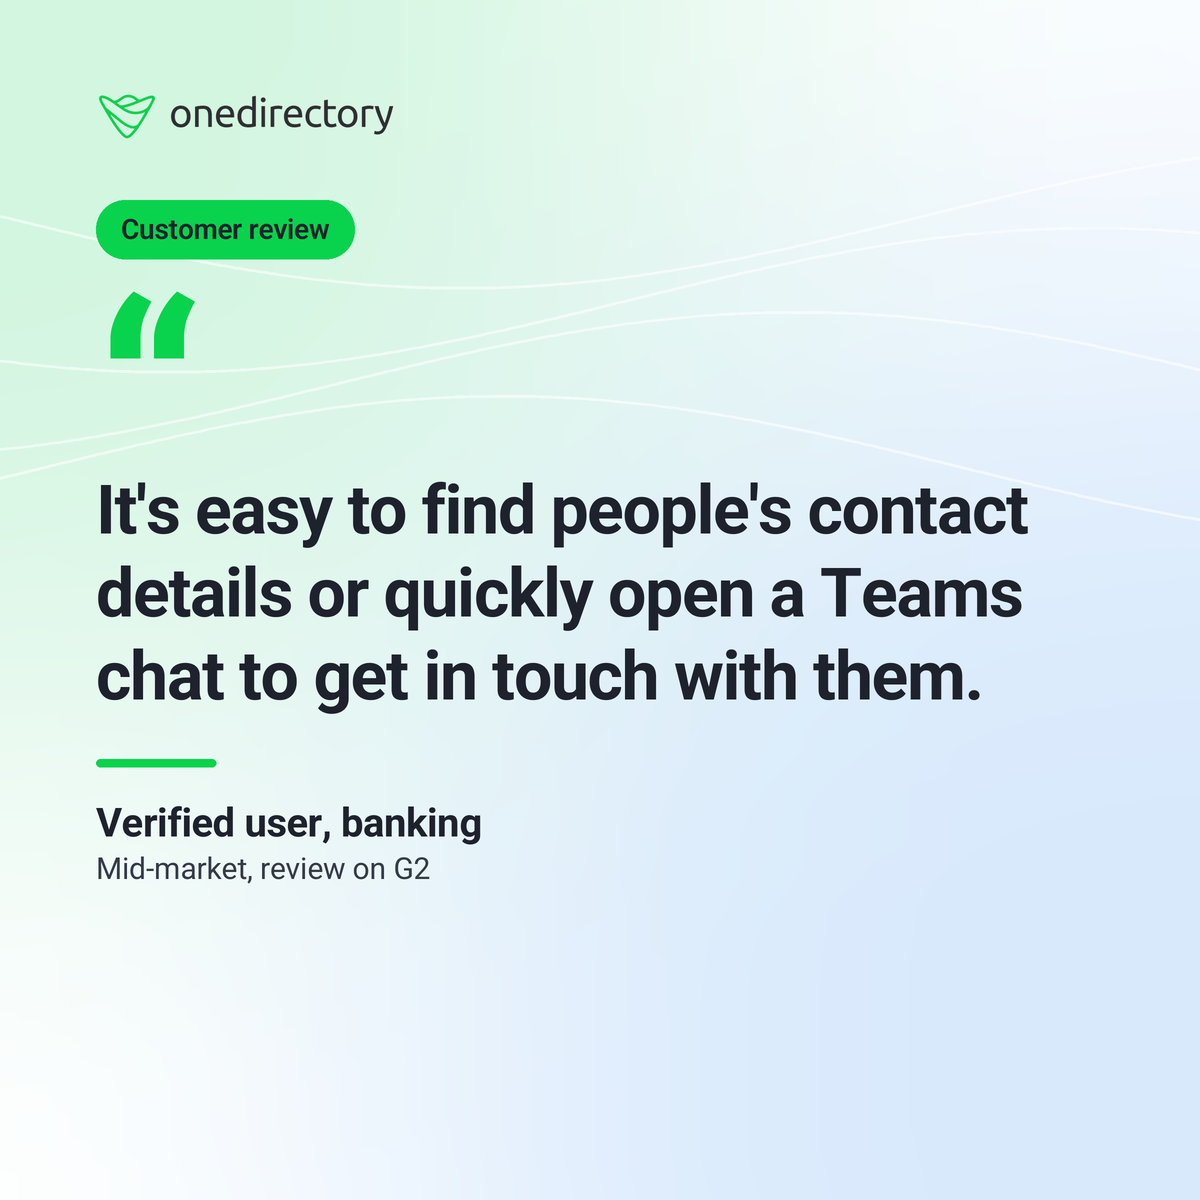 onedirectory
Customer review
“
It's easy to find people's contact
details or quickly open a Teams
chat to get in touch with them.
Verified user, banking
Mid-market, review on G2